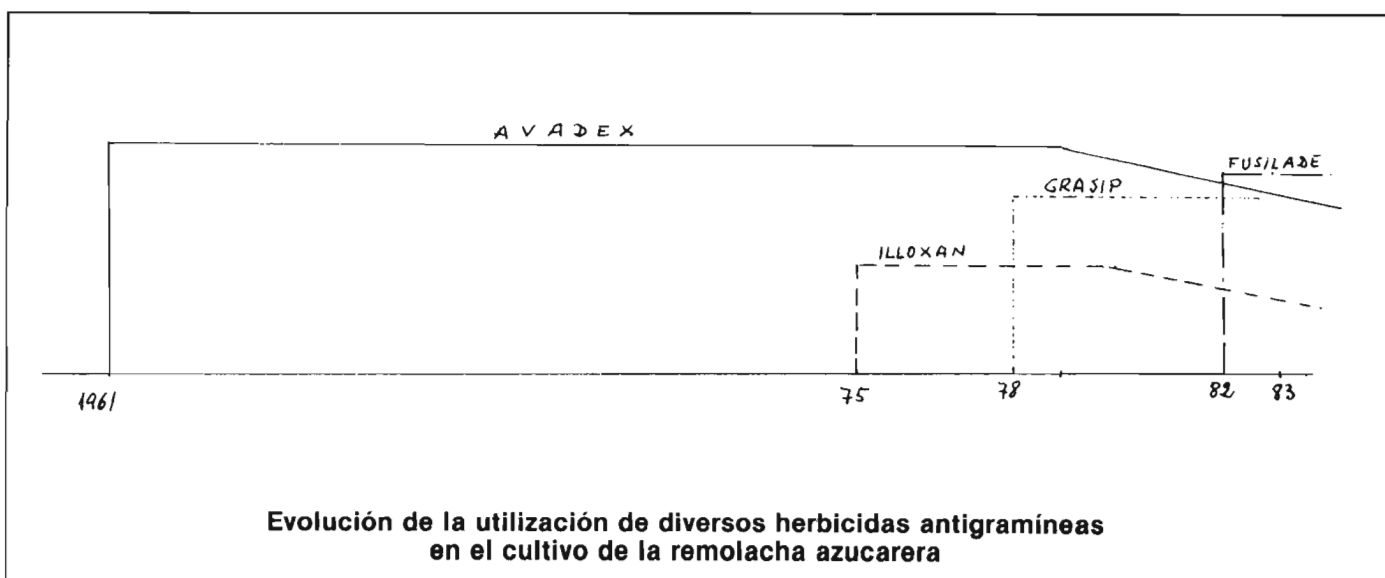 AVADEX
FUSILADE
GRASIP
ILLOXAN
1961 75 78 82 83
Evolución de la utilización de diversos herbicidas antigramíneas
en el cultivo de la remolacha azucarera